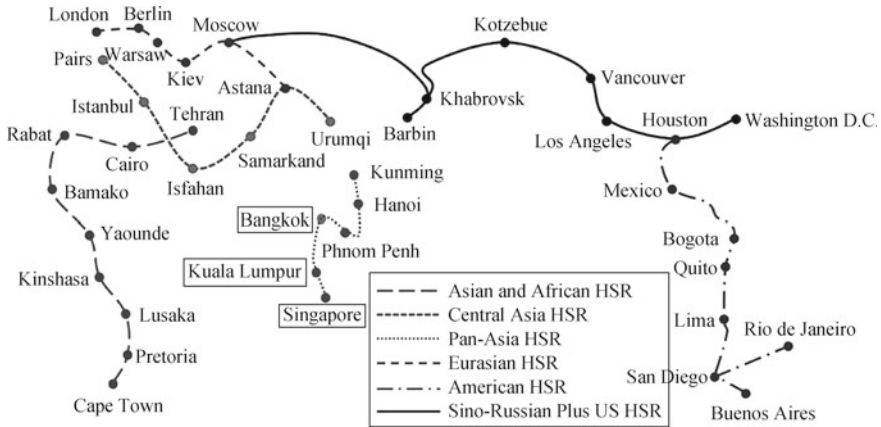 London
Berlin
Moscow
Kotzebue
Pairs
Warsaw
Kiev
Vancouver
Astana
Khabrovsk
Istanbul
Tehran
Houston
Washington D.C.
Rabat
Urumqi
Barbin
Los Angeles
Cairo
Samarkand
Isfahan
Kunming
Mexico
Bamako
Hanoi
Bangkok
Yaounde
Phnom Penh
Bogota
Kinshasa
Kuala Lumpur
Quito
Singapore
Lusaka
Lima
Rio de Janeiro
Pretoria
San Diego
Cape Town
Buenos Aires
Asian and African HSR
Central Asia HSR
Pan-Asia HSR
Eurasian HSR
American HSR
Sino-Russian Plus US HSR